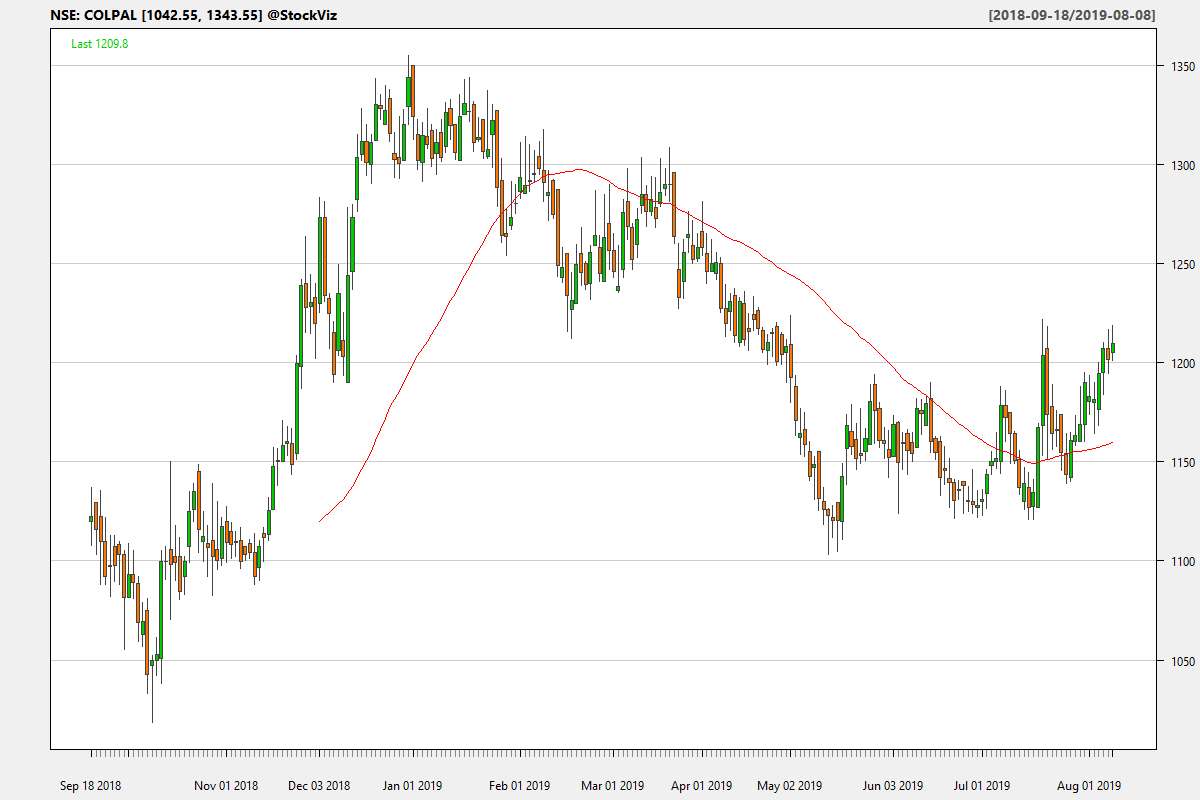 NSE: COLPAL [1042.55, 1343.55] @StockViz
[2018-09-18/2019-08-08]
Last 1209.8
1350
1300
1250
1200
1150
1100
1050
Sep 18 2018
Nov 01 2018
Dec 03 2018
Jan 01 2019
Feb 01 2019
Mar 01 2019
Apr 01 2019
May 02 2019
Jun 03 2019
Jul 01 2019
Aug 01 2019